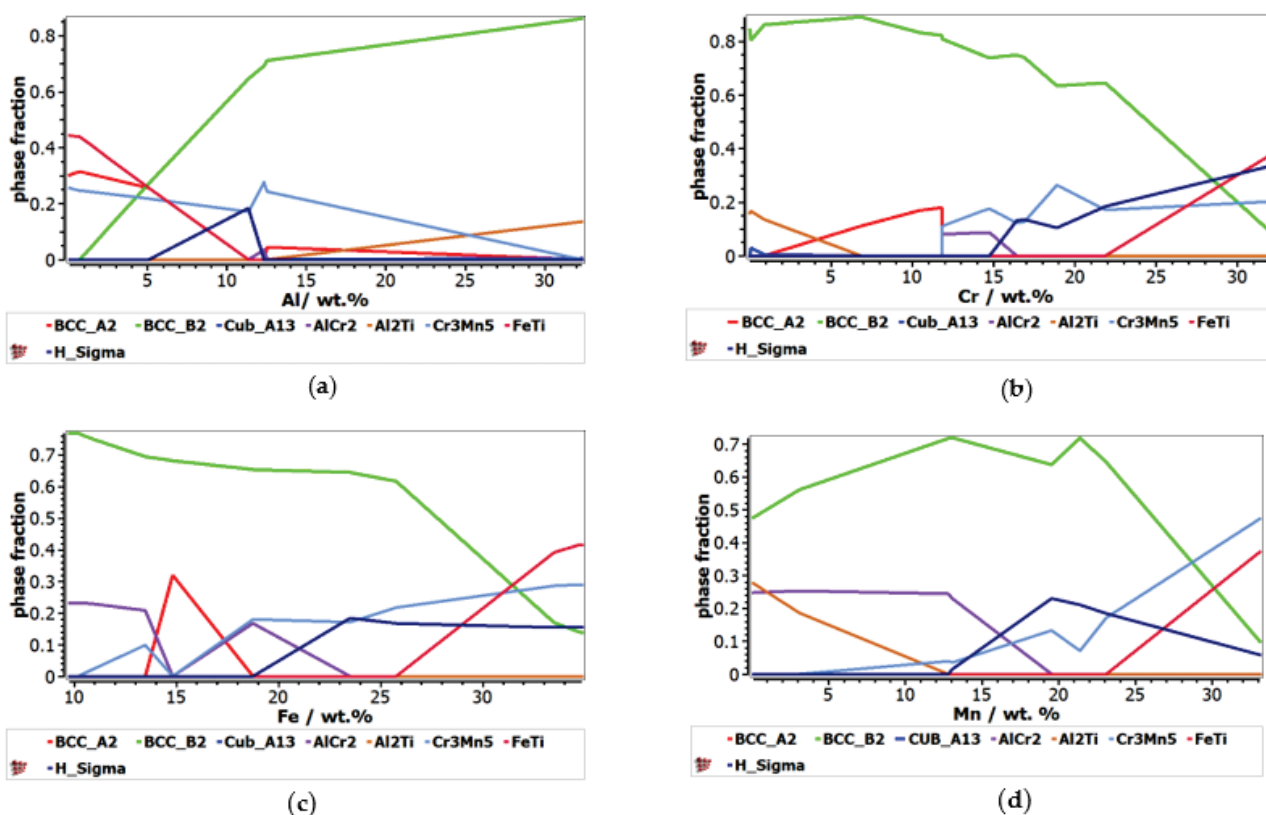 0.8
0.6
0.4
0.2
0
phase fraction
5 10 15 20 25 30
Al/ wt.%
BCC_A2 BCC_B2 Cub_A13 AlCr2 Al2Ti Cr3Mn5 FeTi
H_Sigma
(a)
0.8
0.6
0.4
0.2
0
phase fraction
5 10 15 20 25 30
Cr / wt.%
BCC_A2 BCC_B2 Cub_A13 AlCr2 Al2Ti Cr3Mn5 FeTi
H_Sigma
(b)
0.7
0.6
0.5
0.4
0.3
0.2
0.1
0
phase fraction
10 15 20 25 30
Fe / wt.%
BCC_A2 BCC_B2 Cub_A13 AlCr2 Al2Ti Cr3Mn5 FeTi
H_Sigma
(c)
0.7
0.6
0.5
0.4
0.3
0.2
0.1
0
phase fraction
5 10 15 20 25 30
Mn / wt. %
BCC_A2 BCC_B2 CUB_A13 AlCr2 Al2Ti Cr3Mn5 FeTi
H_Sigma
(d)